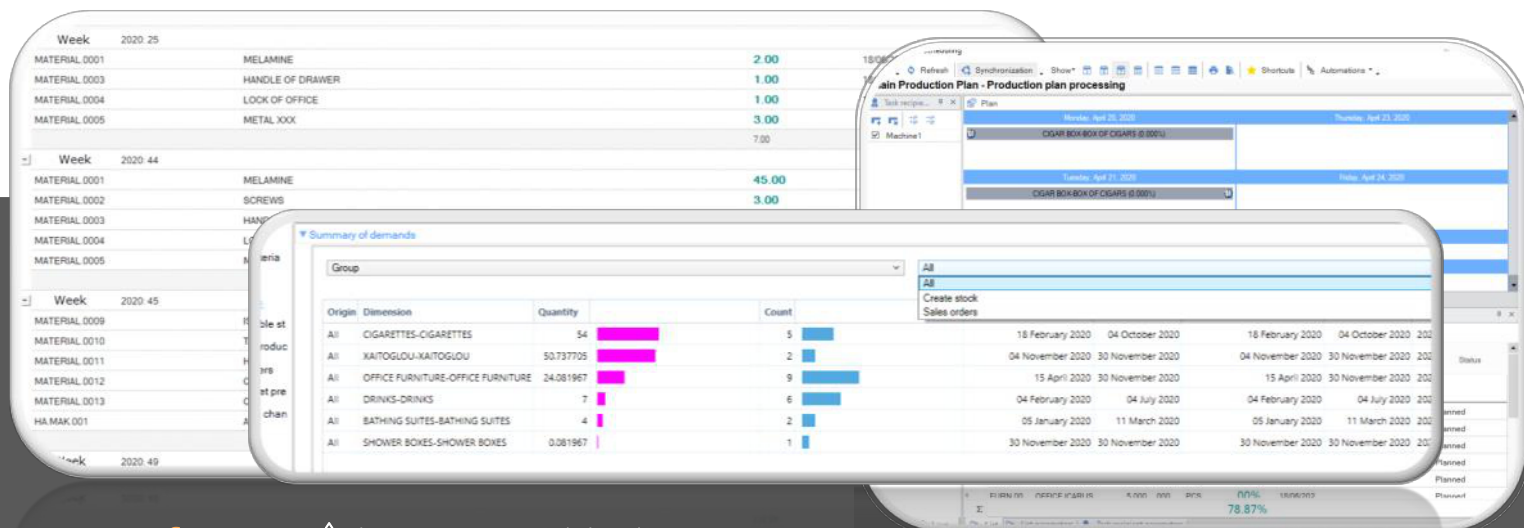 Week 2020: 25
MATERIAL.0001 MELAMINE 2.00
MATERIAL.0003 HANDLE OF DRAWER 1.00
MATERIAL.0004 LOCK OF OFFICE 1.00
MATERIAL.0005 METAL XXX 3.00
7.00
Week 2020: 44
MATERIAL.0001 MELAMINE 45.00
MATERIAL.0002 SCREWS 3.00
MATERIAL.0003
MATERIAL.0004
MATERIAL.0005
Week 2020: 45
MATERIAL.0009
MATERIAL.0010
MATERIAL.0011
MATERIAL.0012
MATERIAL.0013
HA.MAK.001
2020: 49
Refresh Synchronization Show* Shortcuts Automations *
ain Production Plan - Production plan processing
Task recipie... Plan
Machine1
Monday, April 20, 2020 Thursday, April 23, 2020
CIGAR BOX-BOX OF CIGARS (0.000%)
Tuesday, April 21, 2020 Friday, April 24, 2020
CIGAR BOX-BOX OF CIGARS (0.000%)
Summary of demands
Group All
All
Create stock
Sales orders
Origin Dimension Quantity Count
All CIGARETTES-CIGARETTES 54 5 18 February 2020 04 October 2020 18 February 2020 04 October 2020 202
All XAITOGLOU-XAITOGLOU 50.737705 2 04 November 2020 30 November 2020 04 November 2020 30 November 2020 202
All OFFICE FURNITURE-OFFICE FURNITURE 24.081967 9 15 April 2020 30 November 2020 15 April 2020 30 November 2020 202
All DRINKS-DRINKS 7 6 04 February 2020 04 July 2020 04 February 2020 04 July 2020 202
All BATHING SUITES-BATHING SUITES 4 2 05 January 2020 11 March 2020 05 January 2020 11 March 2020 202
All SHOWER BOXES-SHOWER BOXES 0.081967 1 30 November 2020 30 November 2020 30 November 2020 30 November 2020 202
Status
Planned
Planned
Σ 78.87%